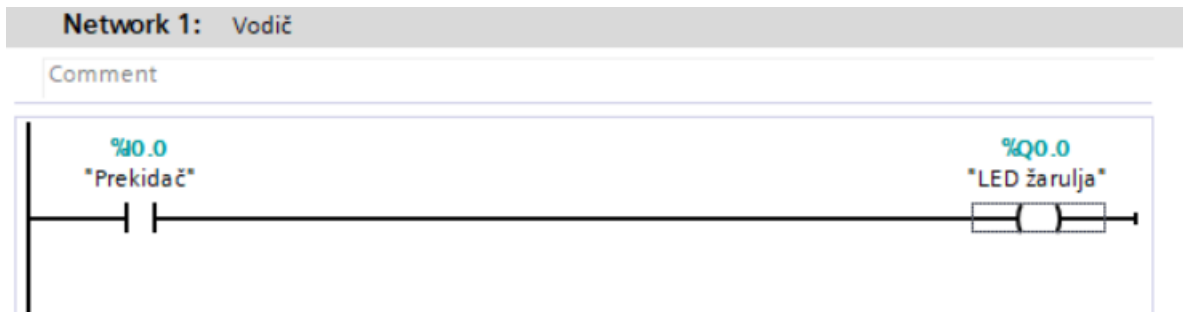 Network 1: Vodič
Comment
%I0.0
"Prekidač"
%Q0.0
"LED žarulja"